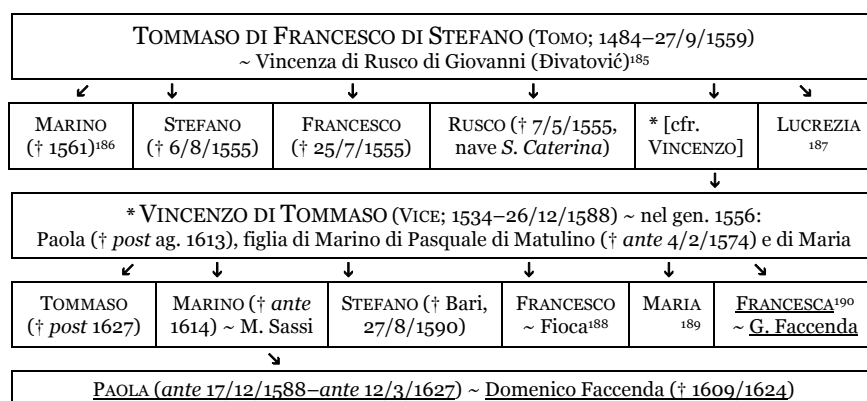 TOMMASO DI FRANCESCO DI STEFANO (TOMO; 1484–27/9/1559)
~ Vincenza di Rusco di Giovanni (Đivatović)¹⁸⁵
↙ ↓ ↓ ↓ ↓ ↘
MARINO
(† 1561)¹⁸⁶
STEFANO
(† 6/8/1555)
FRANCESCO
(† 25/7/1555)
RUSCO († 7/5/1555,
nave S. Caterina)
* [cfr.
VINCENZO]
LUCREZIA
¹⁸⁷
↓
* VINCENZO DI TOMMASO (VICE; 1534–26/12/1588) ~ nel gen. 1556:
Paola († post ag. 1613), figlia di Marino di Pasquale di Matulino († ante 4/2/1574) e di Maria
↙ ↓ ↓ ↓ ↓ ↘
TOMMASO
(† post 1627)
MARINO († ante
1614) ~ M. Sassi
STEFANO († Bari,
27/8/1590)
FRANCESCO
~ Fioca¹⁸⁸
MARIA
¹⁸⁹
FRANCESCA¹⁹⁰
~ G. Faccenda
↘
PAOLA (ante 17/12/1588–ante 12/3/1627) ~ Domenico Faccenda († 1609/1624)